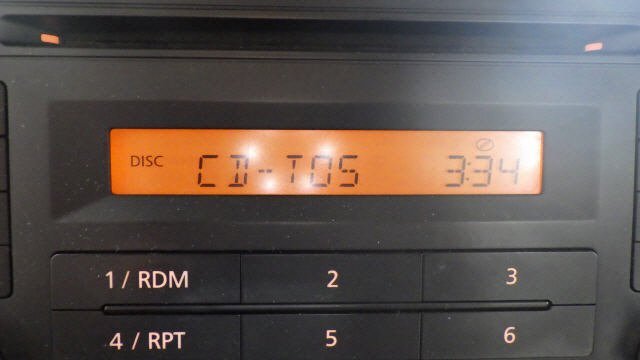 DISC CD-TOS 3:34
1 / RDM 2 3
4 / RPT 5 6